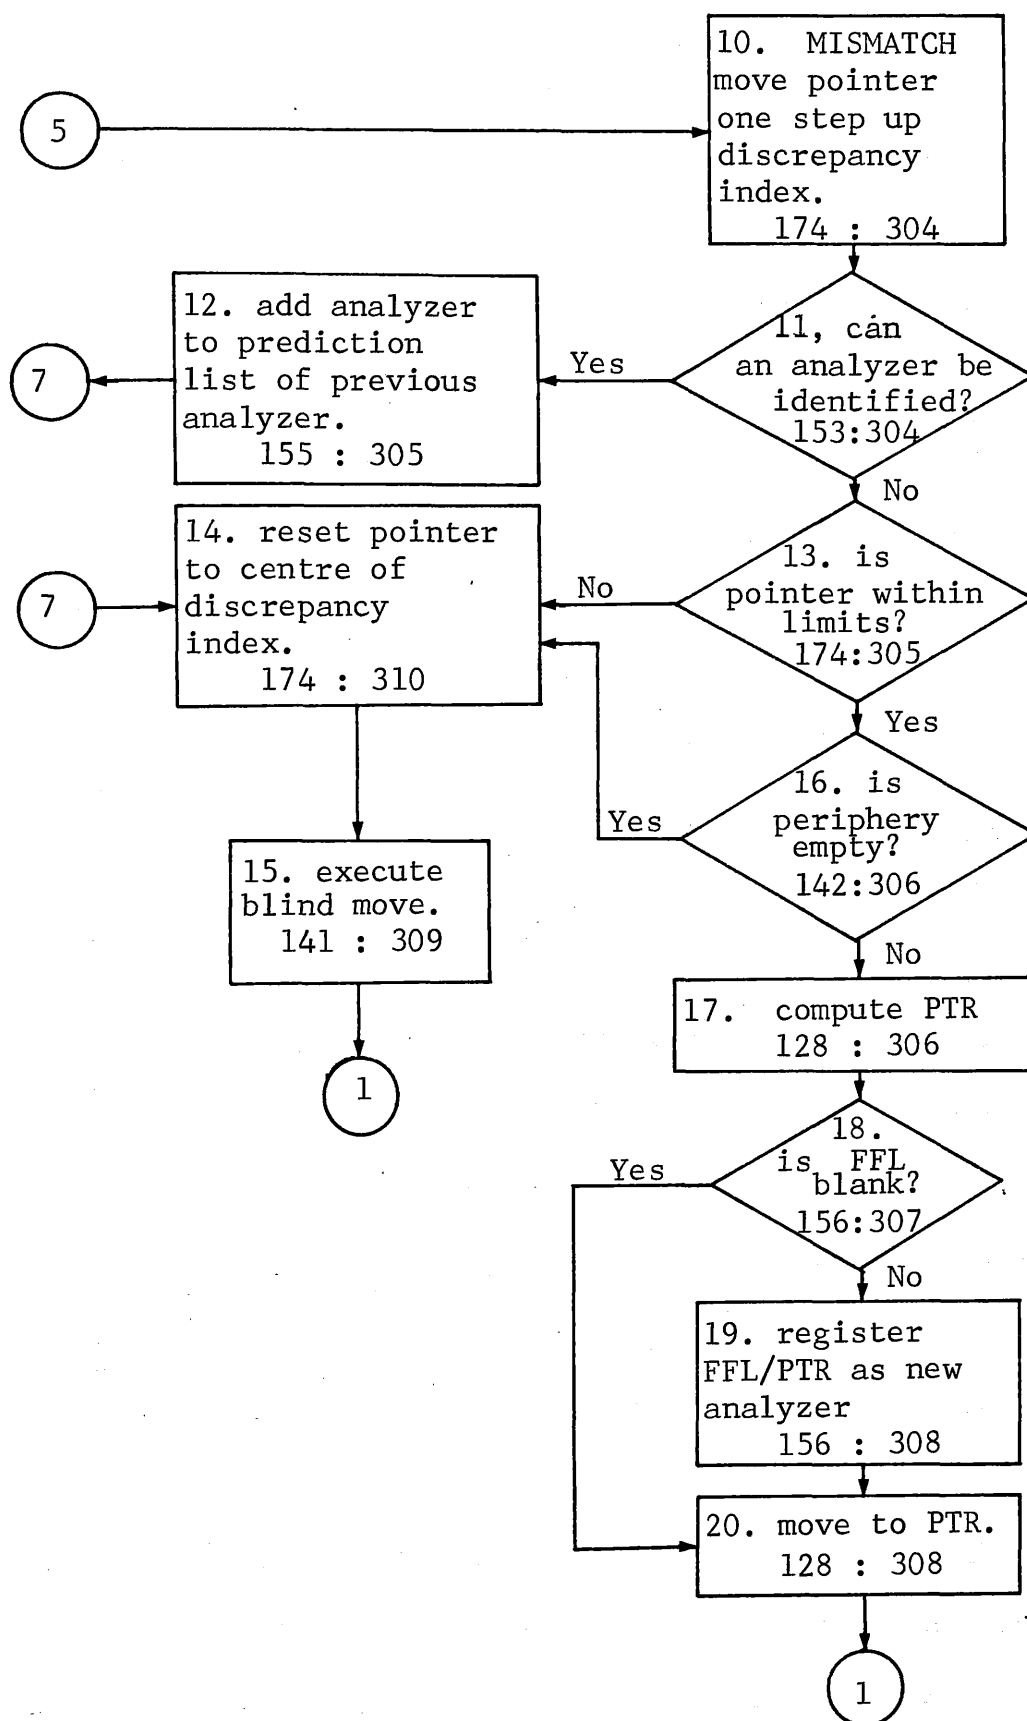 10. MISMATCH
move pointer
one step up
discrepancy
index.
174 : 304
5
11, can
an analyzer be
identified?
153:304
Yes
12. add analyzer
to prediction
list of previous
analyzer.
155 : 305
7
No
13. is
pointer within
limits?
174:305
No
14. reset pointer
to centre of
discrepancy
index.
174 : 310
7
Yes
16. is
periphery
empty?
142:306
Yes
15. execute
blind move.
141 : 309
1
No
17. compute PTR
128 : 306
18.
is FFL
blank?
156:307
Yes
No
19. register
FFL/PTR as new
analyzer
156 : 308
20. move to PTR.
128 : 308
1